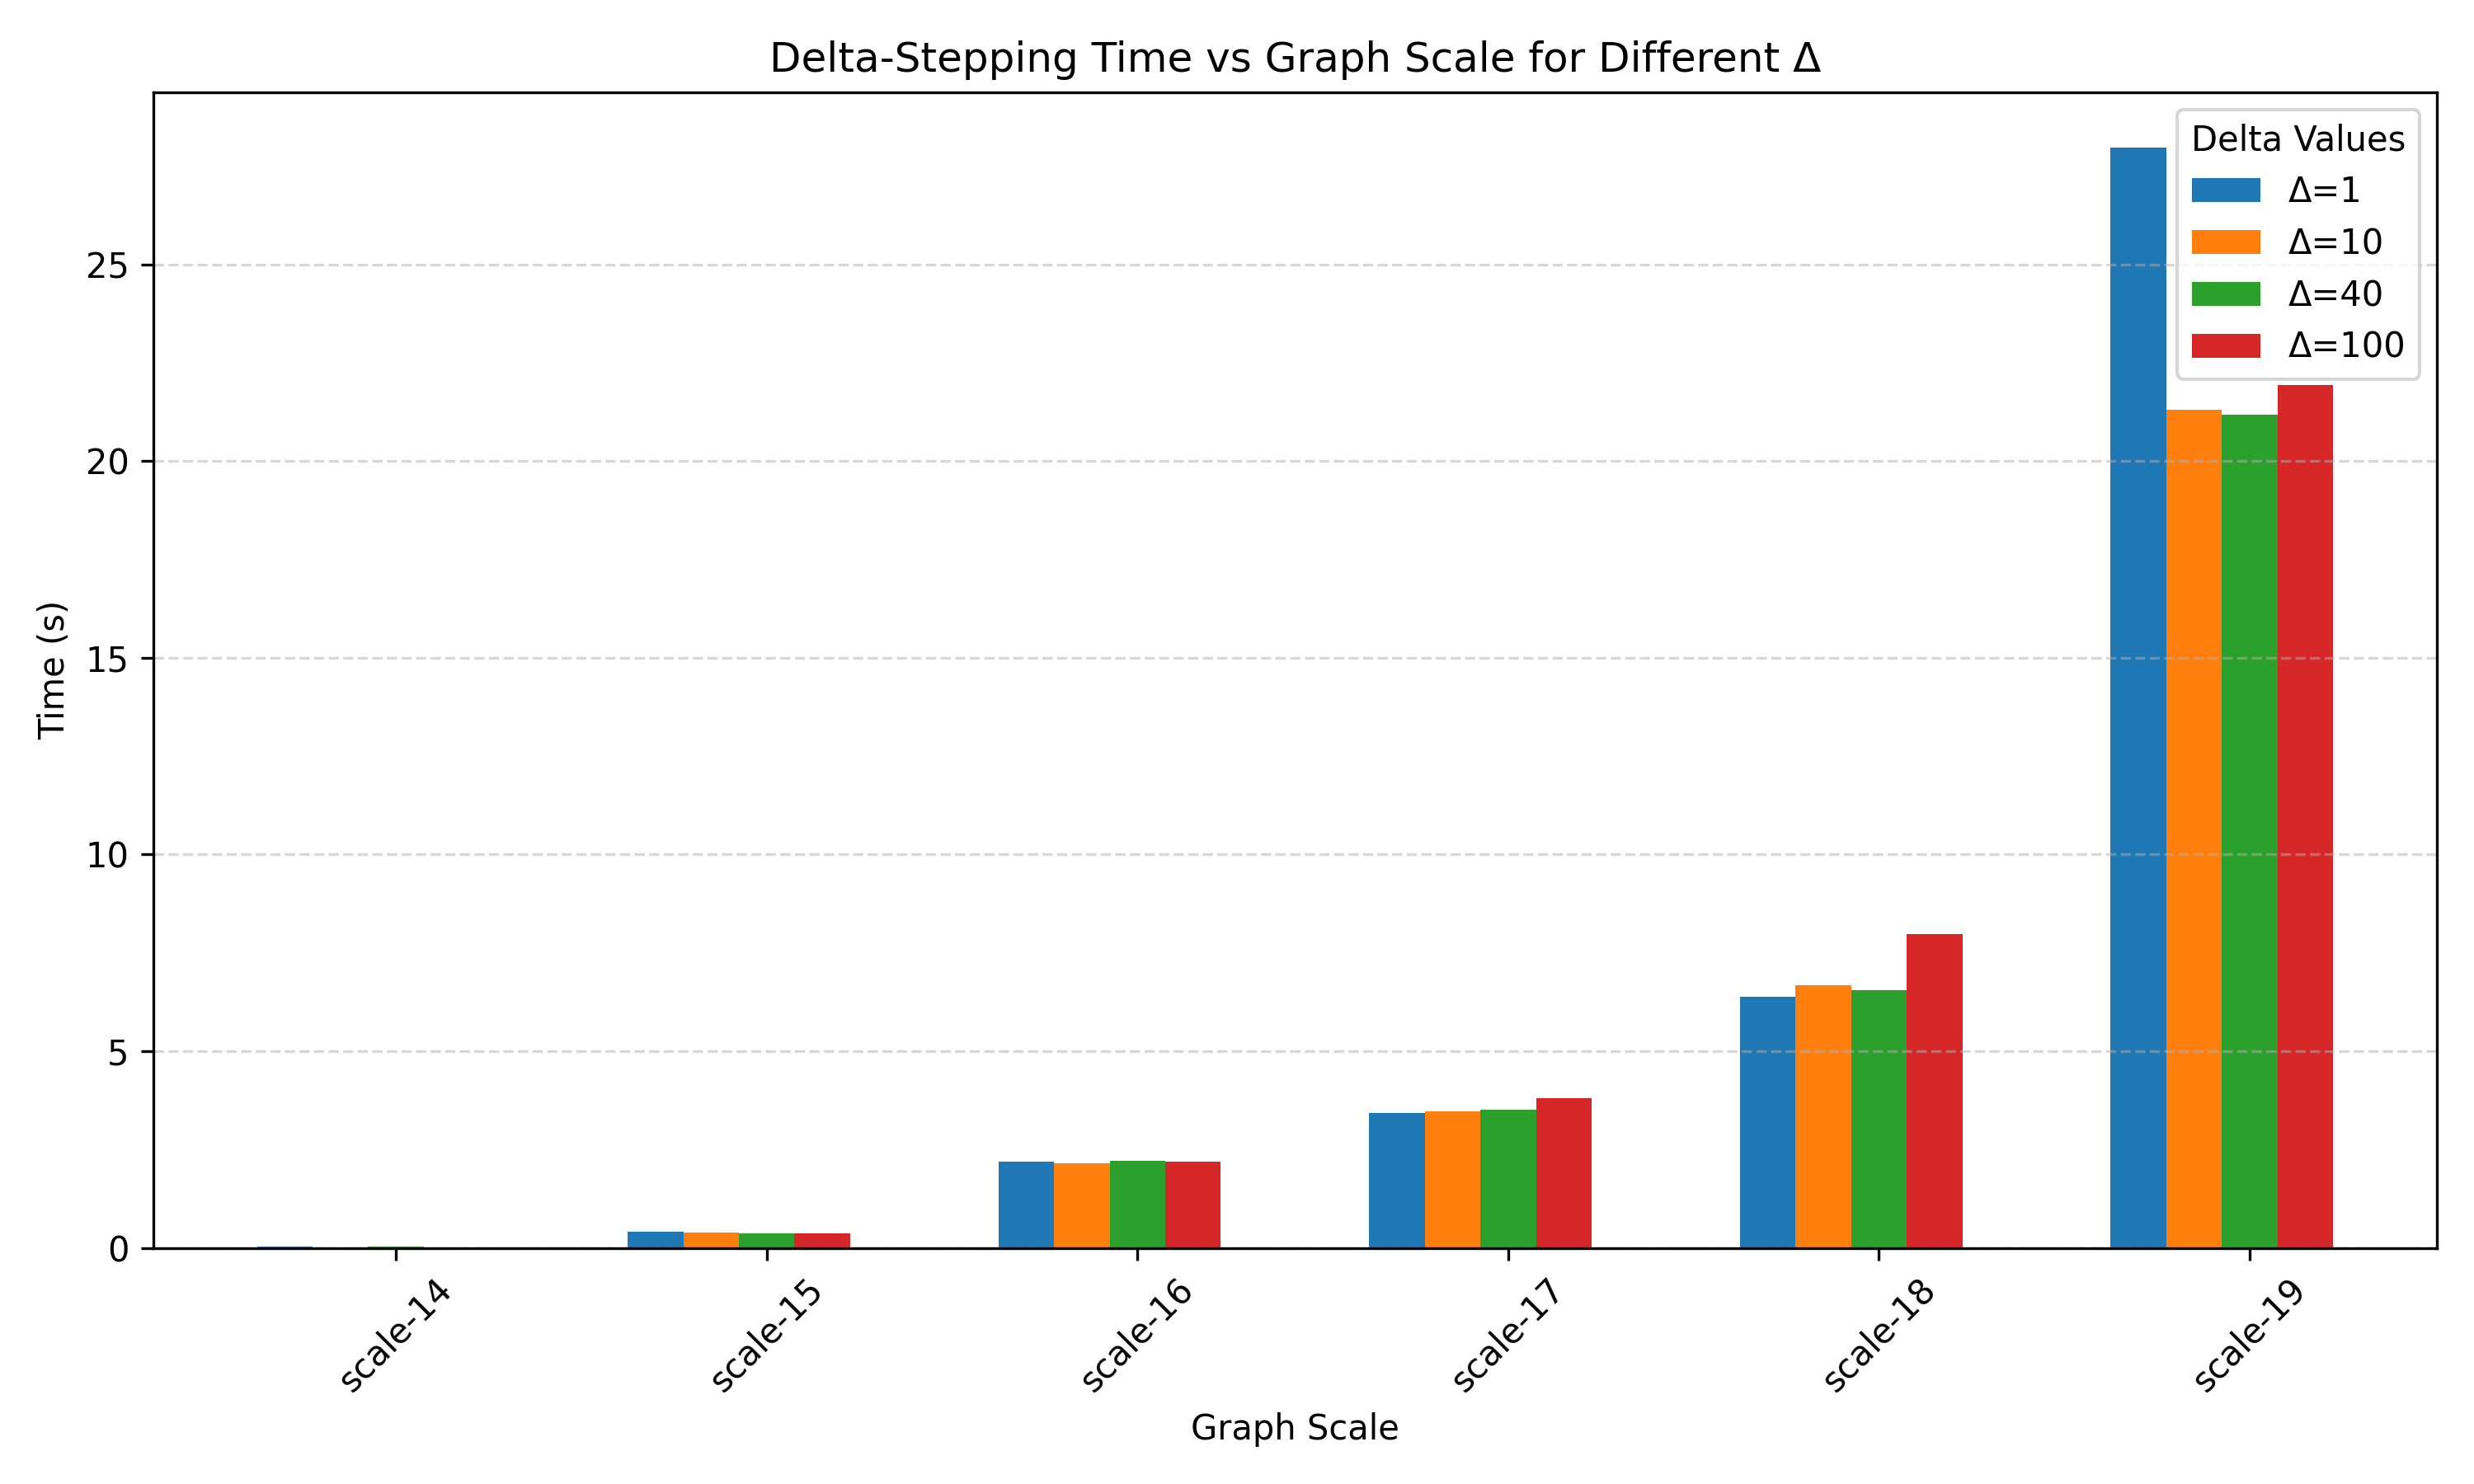 Delta-Stepping Time vs Graph Scale for Different Δ
Delta Values
Δ=1
Δ=10
Δ=40
Δ=100
Time (s)
25
20
15
10
5
0
scale-14
scale-15
scale-16
scale-17
scale-18
scale-19
Graph Scale